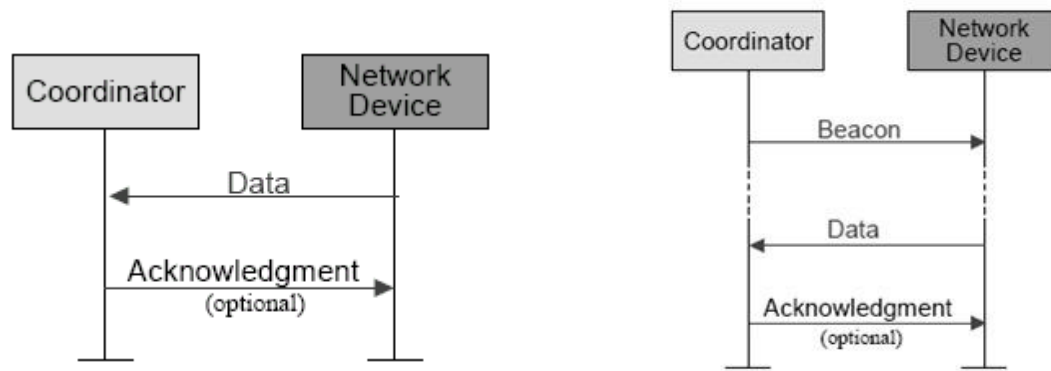 Coordinator
Network
Device
Data
Acknowledgment
(optional)
Coordinator
Network
Device
Beacon
Data
Acknowledgment
(optional)